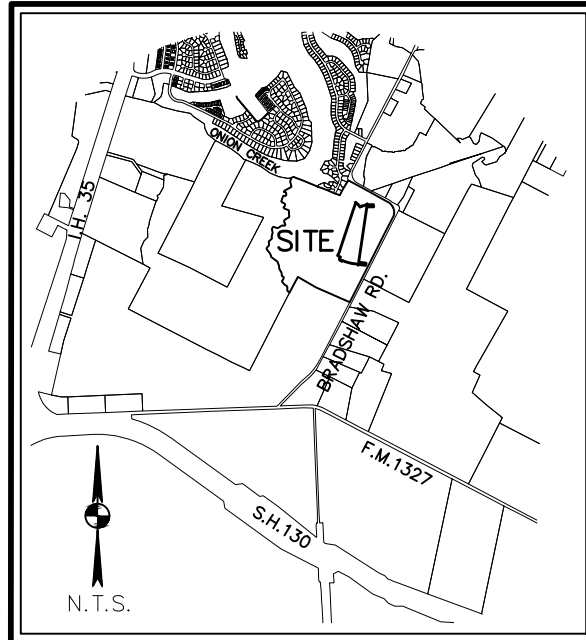 ONION CREEK
I.H. 35
SITE
BRADSHAW RD.
F.M.1327
S.H.130
N.T.S.